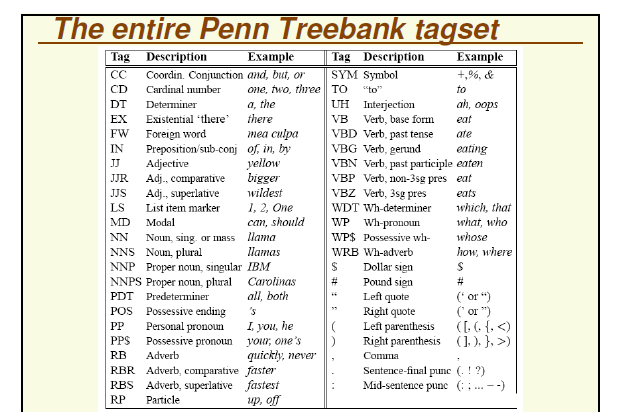 The entire Penn Treebank tagset
Tag Description Example Tag Description Example
CC Coordin. Conjunction and, but, or SYM Symbol +,%, &
CD Cardinal number one, two, three TO “to” to
DT Determiner a, the UH Interjection ah, oops
EX Existential ‘there’ there VB Verb, base form eat
FW Foreign word mea culpa VBD Verb, past tense ate
IN Preposition/sub-conj of, in, by VBG Verb, gerund eating
JJ Adjective yellow VBN Verb, past participle eaten
JJR Adj., comparative bigger VBP Verb, non-3sg pres eat
JJS Adj., superlative wildest VBZ Verb, 3sg pres eats
LS List item marker 1, 2, One WDT Wh-determiner which, that
MD Modal can, should WP Wh-pronoun what, who
NN Noun, sing. or mass llama WP$ Possessive wh- whose
NNS Noun, plural llamas WRB Wh-adverb how, where
NNP Proper noun, singular IBM $ Dollar sign $
NNPS Proper noun, plural Carolinas # Pound sign #
PDT Predeterminer all, both “ Left quote (‘ or “)
POS Possessive ending ’s ” Right quote (’ or ”)
PP Personal pronoun I, you, he ( Left parenthesis ([, (, {, <)
PP$ Possessive pronoun your, one’s ) Right parenthesis (], ), }, >)
RB Adverb quickly, never , Comma ,
RBR Adverb, comparative faster . Sentence-final punc (. ! ?)
RBS Adverb, superlative fastest : Mid-sentence punc (: ; ... – -)
RP Particle up, off